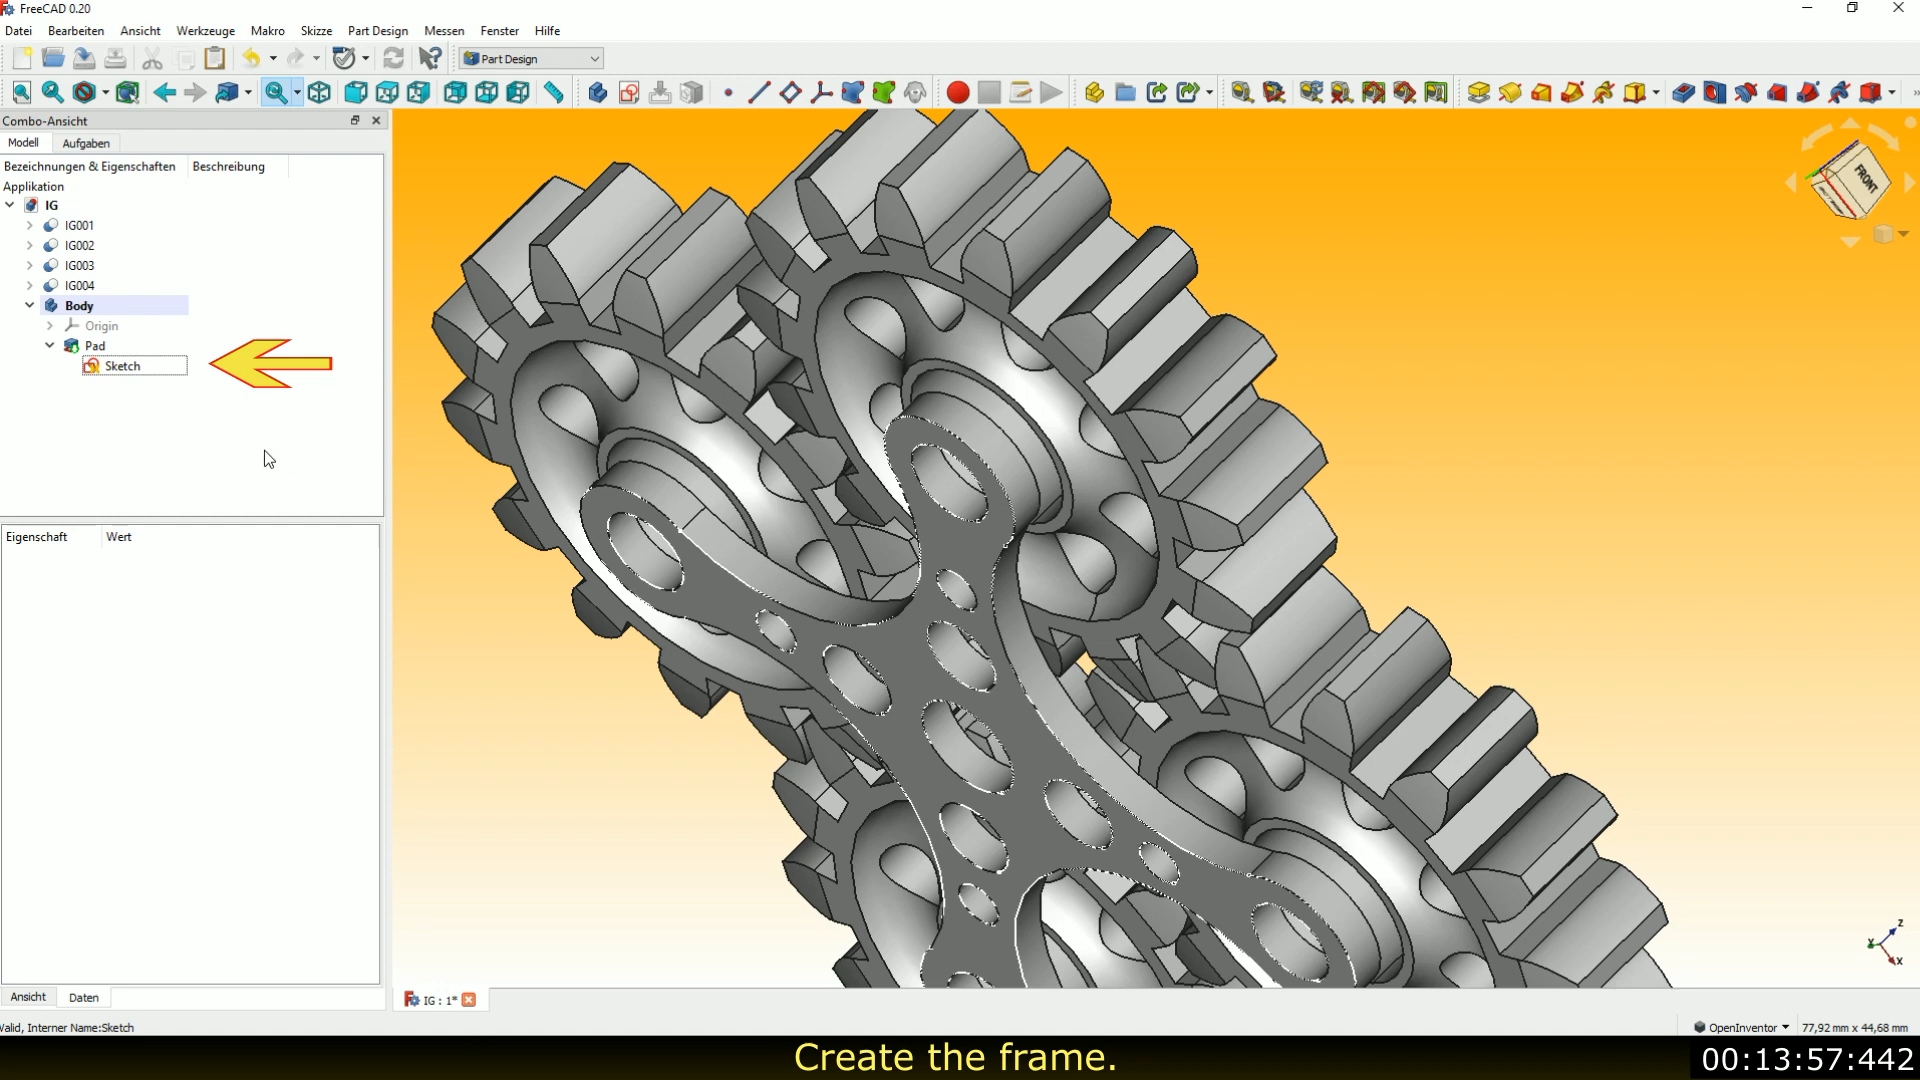 FreeCAD 0.20
Datei Bearbeiten Ansicht Werkzeuge Makro Skizze Part Design Messen Fenster Hilfe
Part Design
Combo-Ansicht
Modell Aufgaben
Bezeichnungen & Eigenschaften Beschreibung
Applikation
IG
IG001
IG002
IG003
IG004
Body
Origin
Pad
Sketch
Eigenschaft Wert
Ansicht Daten
FRONT
Z
Y
X
IG : 1*
Valid, Interner Name:Sketch
OpenInventor 77,92 mm x 44,68 mm
Create the frame.
00:13:57:442